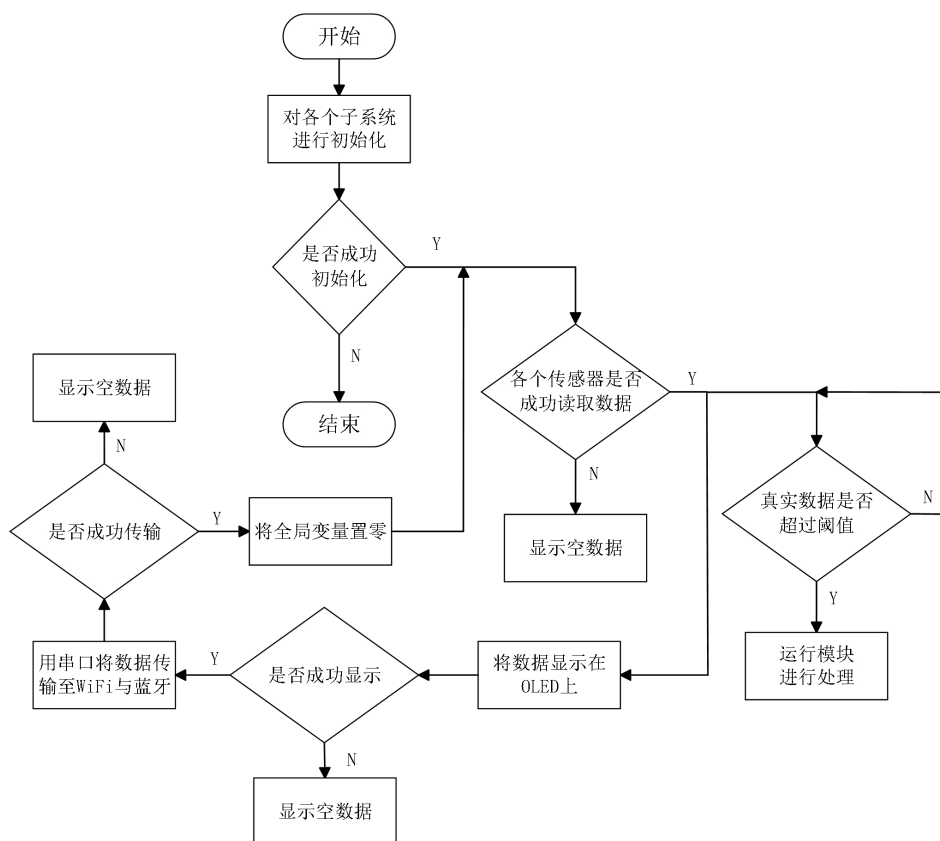 开始
对各个子系统
进行初始化
是否成功
初始化
Y
N
结束
各个传感器是否
成功读取数据
Y
N
显示空数据
真实数据是否
超过阈值
N
Y
运行模块
进行处理
将数据显示在
OLED上
是否成功显示
Y
N
显示空数据
用串口将数据传
输至WiFi与蓝牙
是否成功传输
N
显示空数据
Y
将全局变量置零